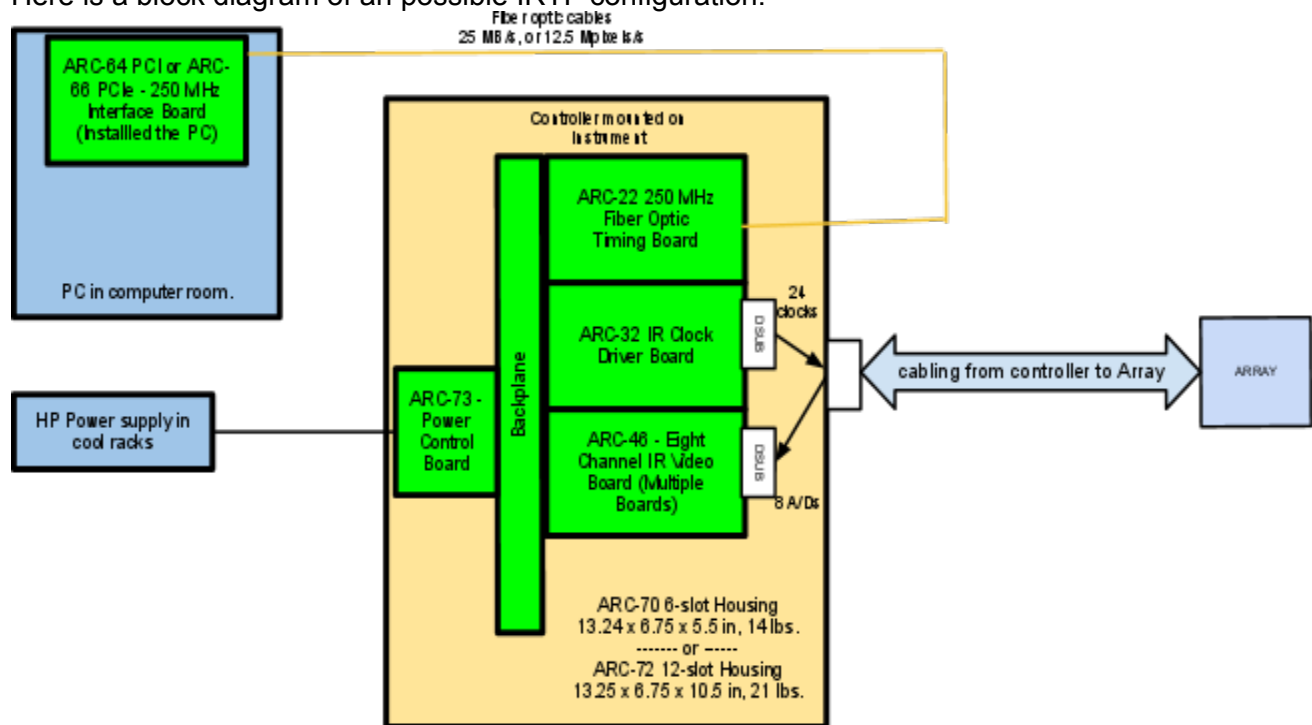 Here is a block diagram of an possible IRTF configuration.
Fiber optic cables
25 MB/s, or 12.5 Mpixels/s
ARC-64 PCI or ARC-
66 PCIe - 250 MHz
Interface Board
(Installled the PC)
PC in computer room.
HP Power supply in
cool racks
Controller mounted on
Instrument
ARC-73 -
Power
Control
Board
Backplane
ARC-22 250 MHz
Fiber Optic
Timing Board
ARC-32 IR Clock
Driver Board
ARC-46 - Eight
Channel IR Video
Board (Multiple
Boards)
DSUB
24
clocks
DSUB
8 A/Ds
cabling from controller to Array
ARRAY
ARC-70 6-slot Housing
13.24 x 6.75 x 5.5 in, 14 lbs.
------- or ------
ARC-72 12-slot Housing
13.25 x 6.75 x 10.5 in, 21 lbs.